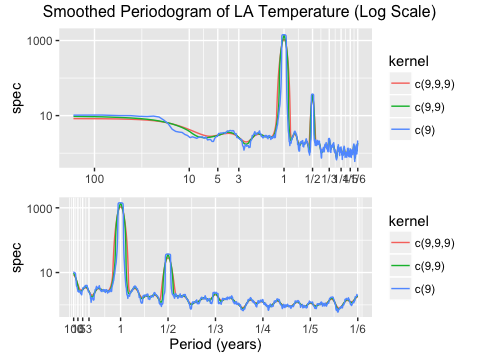 Smoothed Periodogram of LA Temperature (Log Scale)
spec
1000
10
100 10 5 3 1 1/2 1/3 1/4 1/5 1/6
kernel
c(9,9,9)
c(9,9)
c(9)
spec
1000
10
1 1/2 1/3 1/4 1/5 1/6
Period (years)
kernel
c(9,9,9)
c(9,9)
c(9)